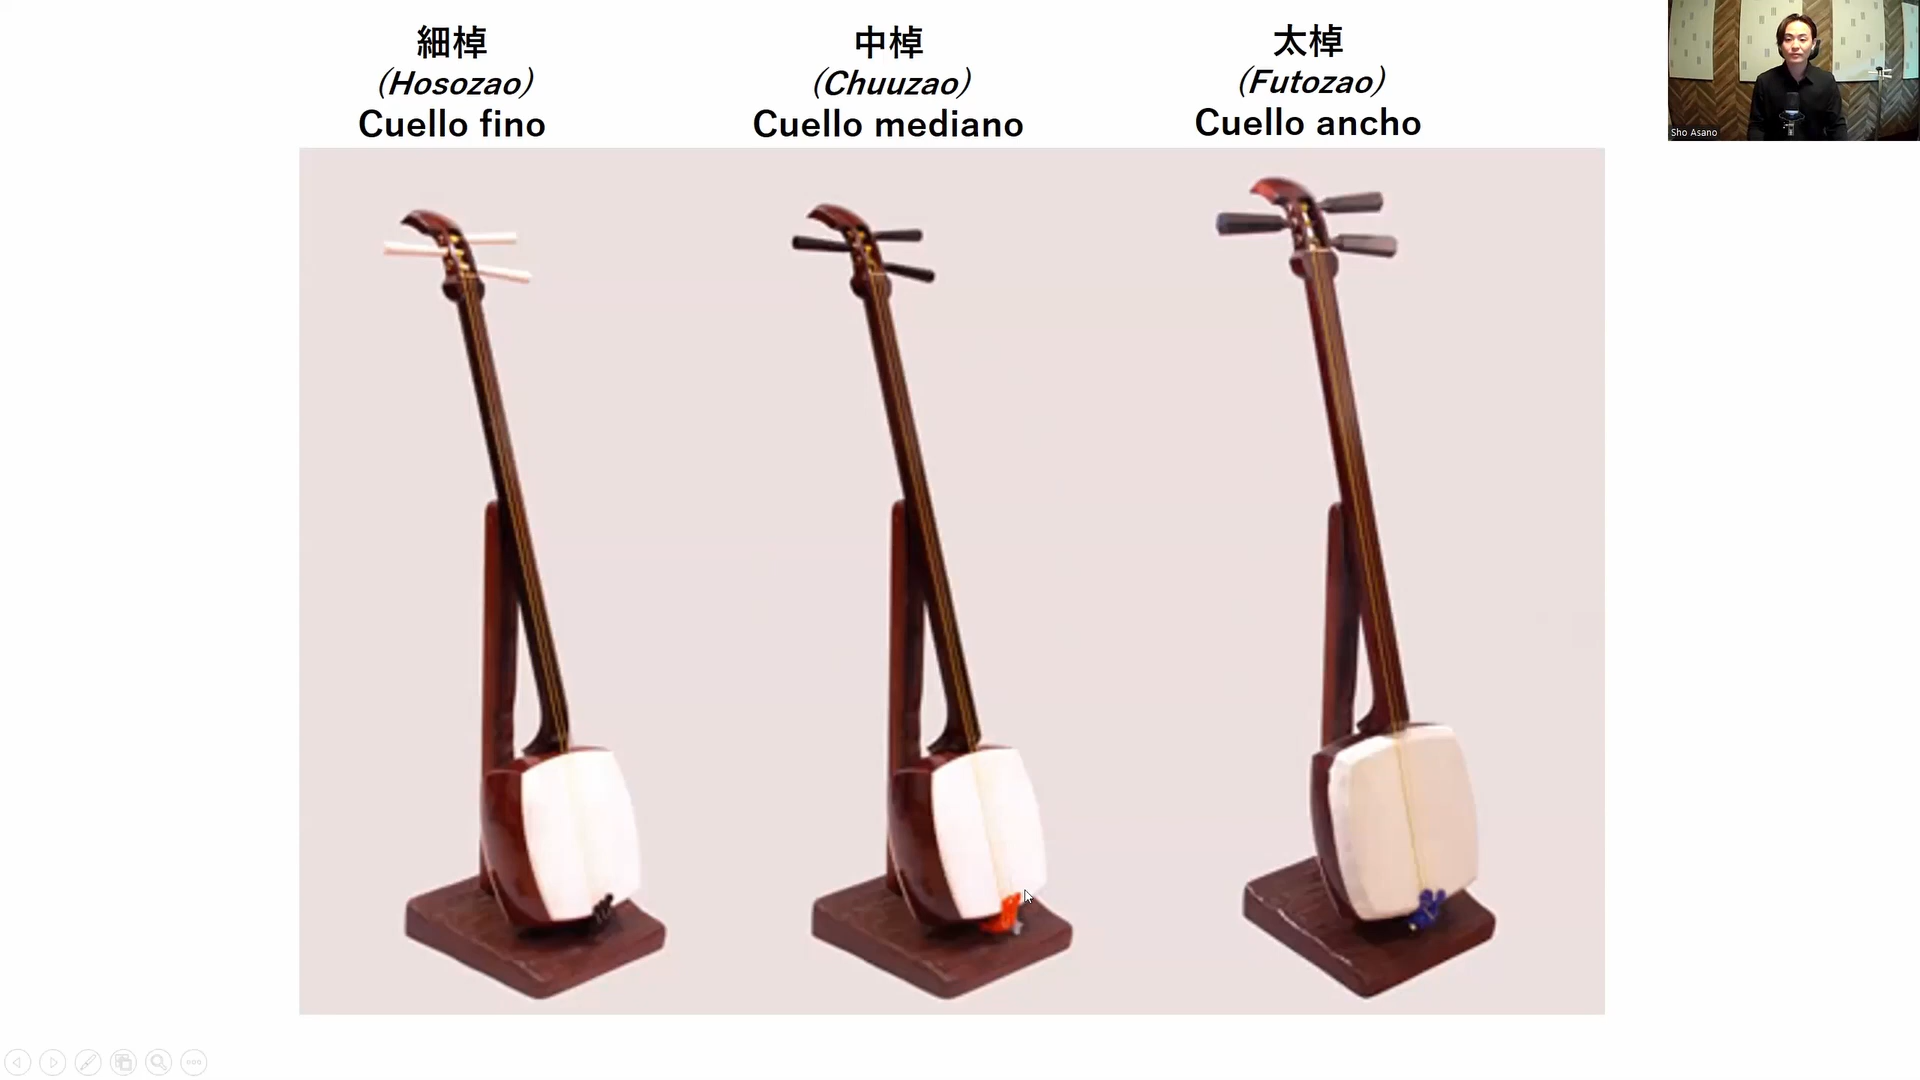 細棹
(Hosozao)
Cuello fino
中棹
(Chuuzao)
Cuello mediano
太棹
(Futozao)
Cuello ancho
Sho Asano